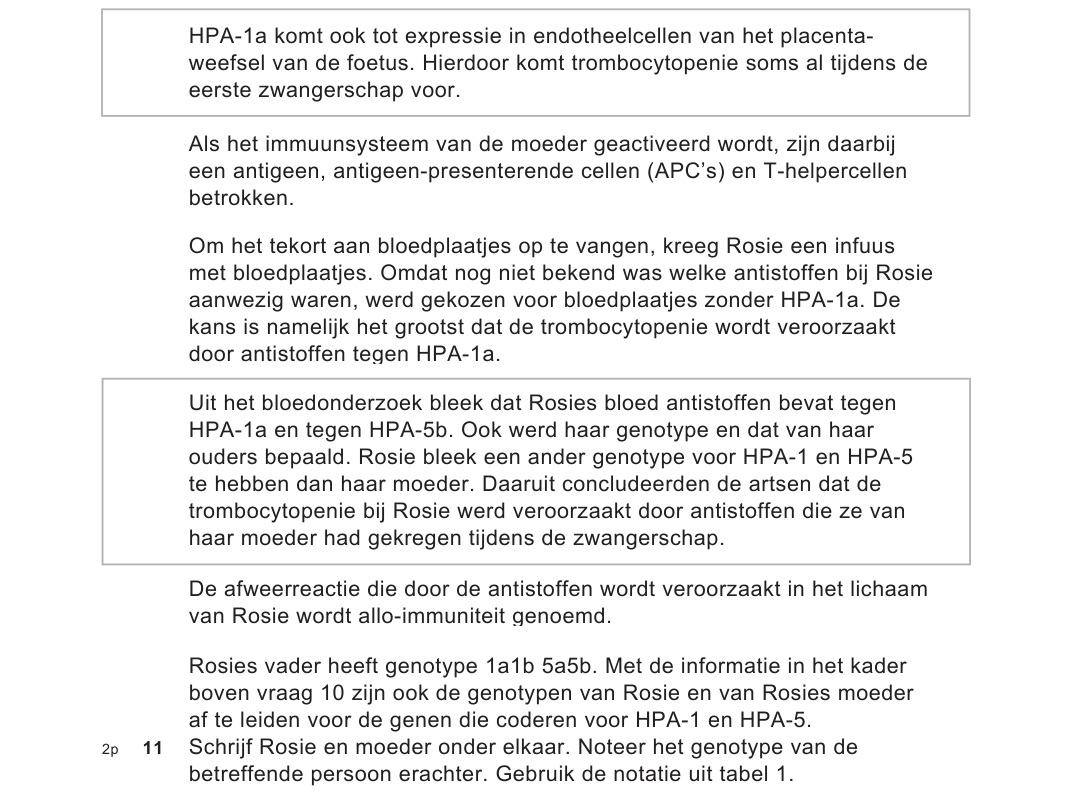 HPA-1a komt ook tot expressie in endotheelcellen van het placenta-
weefsel van de foetus. Hierdoor komt trombocytopenie soms al tijdens de
eerste zwangerschap voor.
Als het immuunsysteem van de moeder geactiveerd wordt, zijn daarbij
een antigeen, antigeen-presenterende cellen (APC's) en T-helpercellen
betrokken.
Om het tekort aan bloedplaatjes op te vangen, kreeg Rosie een infuus
met bloedplaatjes. Omdat nog niet bekend was welke antistoffen bij Rosie
aanwezig waren, werd gekozen voor bloedplaatjes zonder HPA-1a. De
kans is namelijk het grootst dat de trombocytopenie wordt veroorzaakt
door antistoffen tegen HPA-1a.
Uit het bloedonderzoek bleek dat Rosies bloed antistoffen bevat tegen
HPA-1a en tegen HPA-5b. Ook werd haar genotype en dat van haar
ouders bepaald. Rosie bleek een ander genotype voor HPA-1 en HPA-5
te hebben dan haar moeder. Daaruit concludeerden de artsen dat de
trombocytopenie bij Rosie werd veroorzaakt door antistoffen die ze van
haar moeder had gekregen tijdens de zwangerschap.
De afweerreactie die door de antistoffen wordt veroorzaakt in het lichaam
van Rosie wordt allo-immuniteit genoemd.
Rosies vader heeft genotype 1a1b 5a5b. Met de informatie in het kader
boven vraag 10 zijn ook de genotypen van Rosie en van Rosies moeder
af te leiden voor de genen die coderen voor HPA-1 en HPA-5.
2p 11 Schrijf Rosie en moeder onder elkaar. Noteer het genotype van de
betreffende persoon erachter. Gebruik de notatie uit tabel 1.